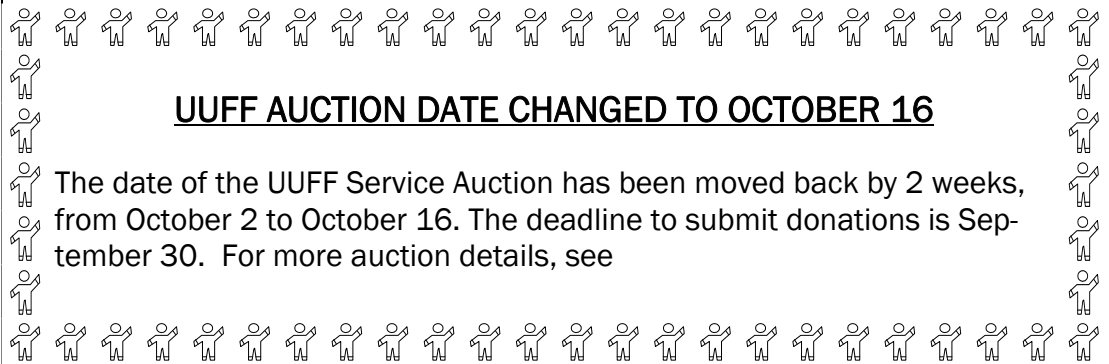 UUFF AUCTION DATE CHANGED TO OCTOBER 16
The date of the UUFF Service Auction has been moved back by 2 weeks,
from October 2 to October 16. The deadline to submit donations is Sep-
tember 30.  For more auction details, see